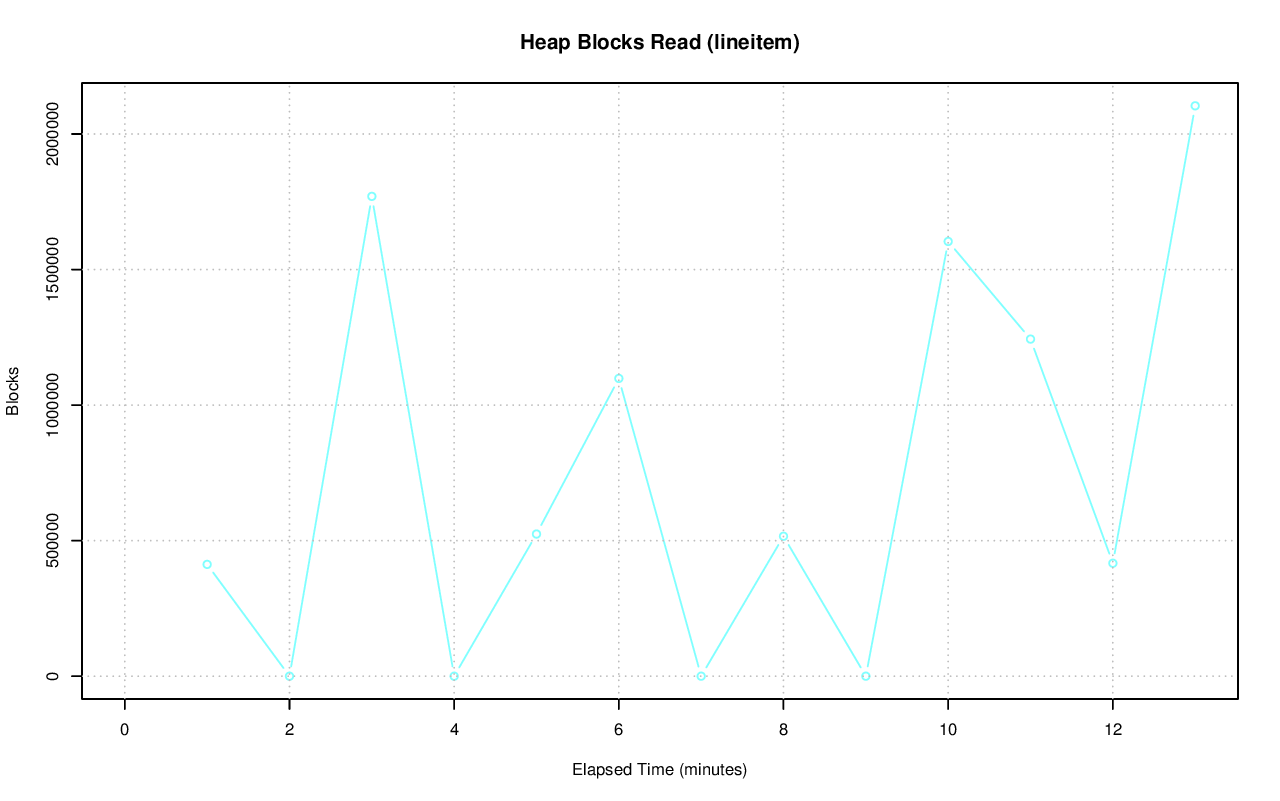 Heap Blocks Read (lineitem)
Blocks
2000000
1500000
1000000
500000
0
0 2 4 6 8 10 12
Elapsed Time (minutes)